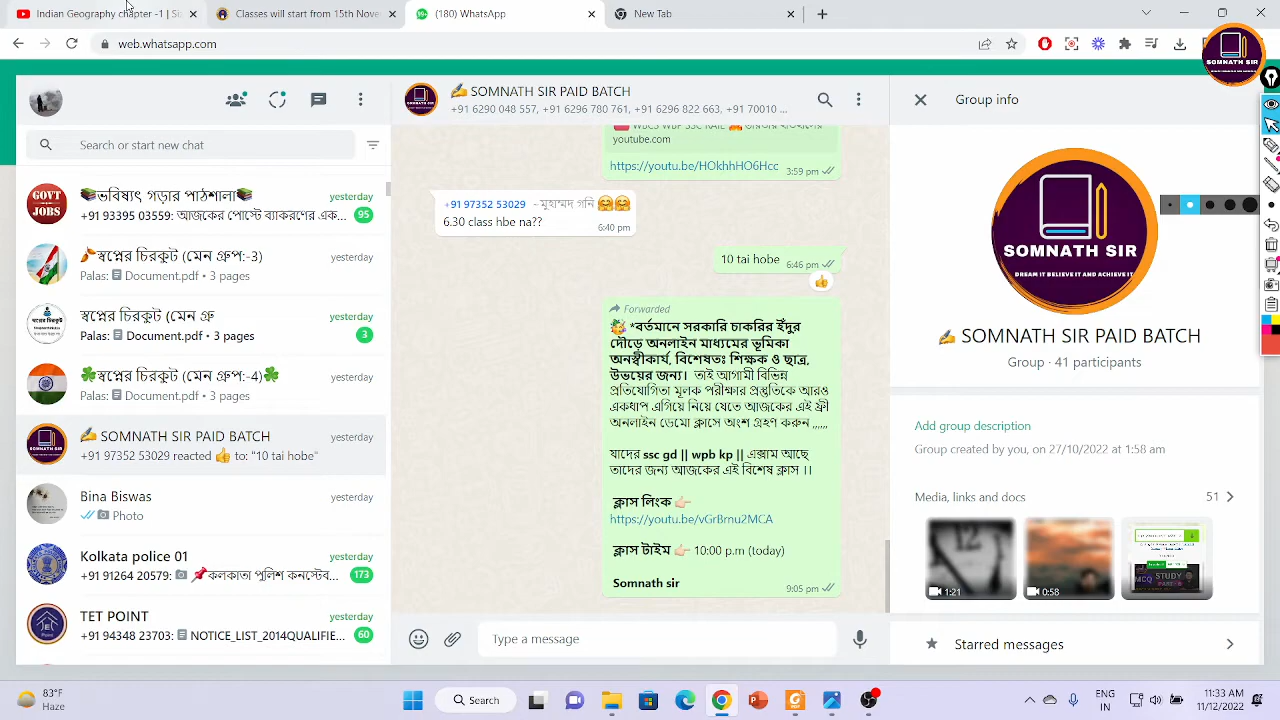 Indian Geography chapter -1 | S
Classes will start from 15th Nove
(180) WhatsApp
New Tab
web.whatsapp.com
SOMNATH SIR
Search or start new chat
📚ভবিষ্যৎ গড়ার পাঠশালা📚
yesterday
+91 93395 03559: আজকের পোস্টে ব্যাকরণের এক...
95
স্বপ্নের চিরকুট (মেন গ্রুপ:-3)
yesterday
Palas: Document.pdf • 3 pages
স্বপ্নের চিরকুট (মেন গ্রু
yesterday
Palas: Document.pdf • 3 pages
3
🍀স্বপ্নের চিরকুট (মেন গ্রুপ:-4)🍀
yesterday
Palas: Document.pdf • 3 pages
✍️ SOMNATH SIR PAID BATCH
yesterday
+91 97352 53029 reacted 👍 to: "10 tai hobe"
Bina Biswas
yesterday
Photo
Kolkata police 01
yesterday
+91 91264 20579: 📌কলকাতা পুলিশ কনস্টে...
173
TET POINT
yesterday
+91 94348 23703: NOTICE_LIST_2014QUALIFIE...
60
✍️ SOMNATH SIR PAID BATCH
+91 6290 048 557, +91 6296 780 761, +91 6296 822 663, +91 70010 ...
youtube.com
https://youtu.be/HOkhhHO6Hcc
3:59 pm
+91 97352 53029 ~ মুহাম্মদ গনি 🤗🤗
6.30 class hbe na??
6:40 pm
10 tai hobe
6:46 pm
👍
Forwarded
*বর্তমানে সরকারি চাকরির ইঁদুর
দৌড়ে অনলাইন মাধ্যমের ভূমিকা
অনস্বীকার্য, বিশেষতঃ শিক্ষক ও ছাত্র,
উভয়ের জন্য। তাই আগামী বিভিন্ন
প্রতিযোগিতা মূলক পরীক্ষার প্রস্তুতিকে আরও
একধাপ এগিয়ে নিয়ে যেতে আজকের এই ফ্রী
অনলাইন ডেমো ক্লাসে অংশ গ্রহণ করুন ,,,,,,
যাদের ssc gd || wpb kp || এক্সাম আছে
তাদের জন্য আজকের এই বিশেষ ক্লাস ।।
ক্লাস লিংক 👉🏻
https://youtu.be/vGrBrnu2MCA
ক্লাস টাইম 👉🏻 10:00 p.m (today)
Somnath sir
9:05 pm
Type a message
Group info
SOMNATH SIR
DREAM IT BELIEVE IT AND ACHIEVE IT
✍️ SOMNATH SIR PAID BATCH
Group · 41 participants
Add group description
Group created by you, on 27/10/2022 at 1:58 am
Media, links and docs
51
1:21
0:58
MCQ STUDY
Starred messages
83°F
Haze
Search
ENG
IN
11:33 AM
11/12/2022